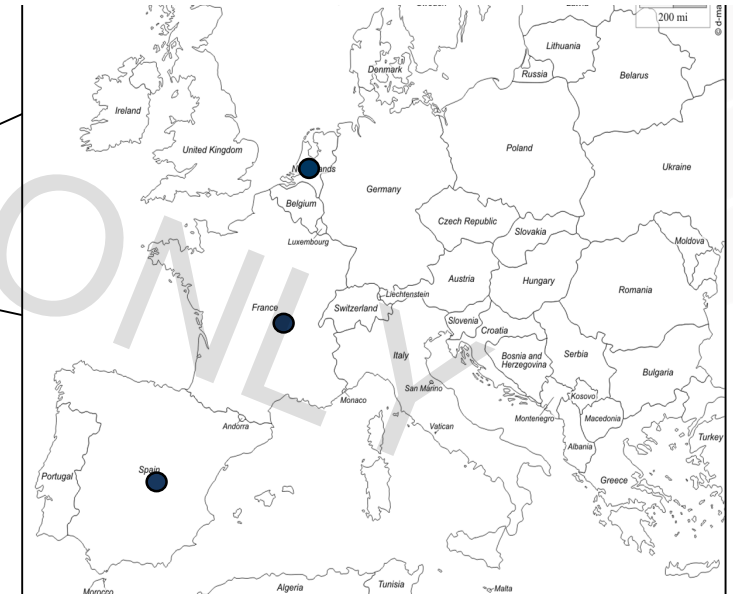 200 mi
© d-ma
Lithuania
Denmark
Russia
Belarus
Ireland
United Kingdom
Poland
Ukraine
Germany
Belgium
Czech Republic
Slovakia
Luxembourg
Moldova
Austria
Hungary
Liechtenstein
Romania
France
Switzerland
Slovenia
Croatia
Italy
Bosnia and
Herzegovina
Serbia
Bulgaria
San Marino
Kosovo
Monaco
Montenegro
Macedonia
Andorra
Vatican
Turkey
Albania
Spain
Portugal
Greece
Morocco
Algeria
Tunisia
Malta
ONLY